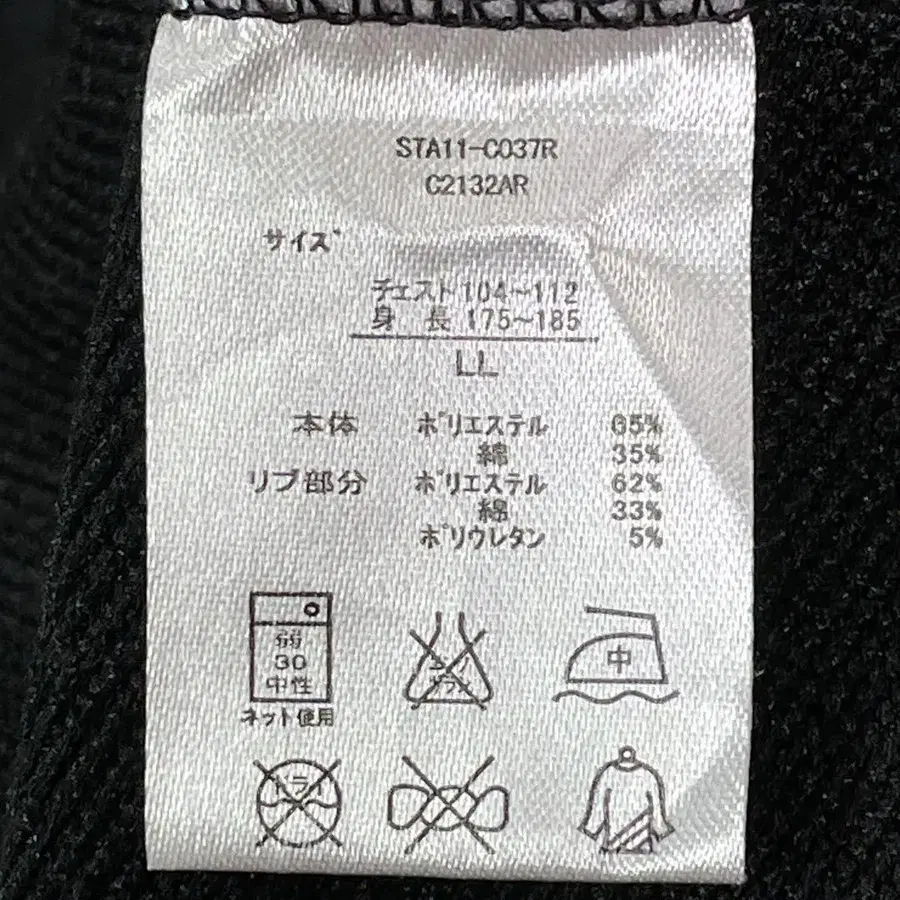 STA11-C037R
C2132AR
サイズ
チェスト 104~112
身 長 175~185
LL
本体 ポリエステル 65%
綿 35%
リブ部分 ポリエステル 62%
綿 33%
ポリウレタン 5%
弱
30
中性
ネット使用
エンソ
サラシ
中
ドライ